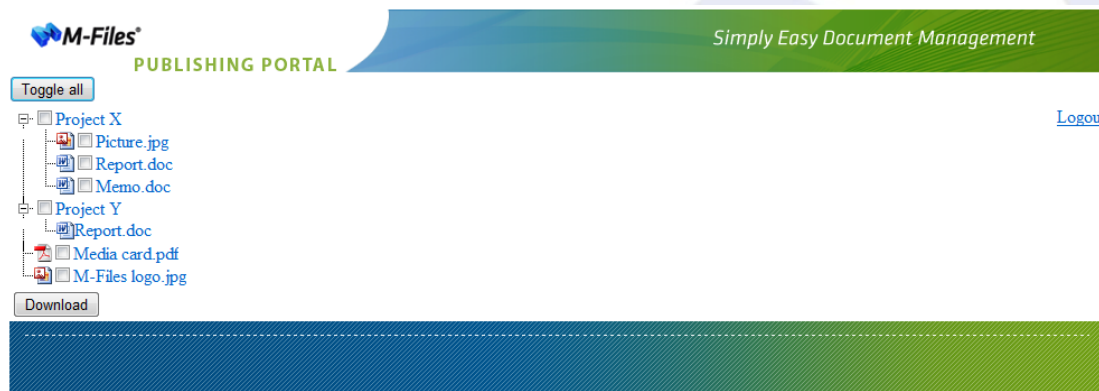 M-Files®
Simply Easy Document Management
PUBLISHING PORTAL
Toggle all
Project X
Logou
Picture.jpg
Report.doc
Memo.doc
Project Y
Report.doc
Media card.pdf
M-Files logo.jpg
Download